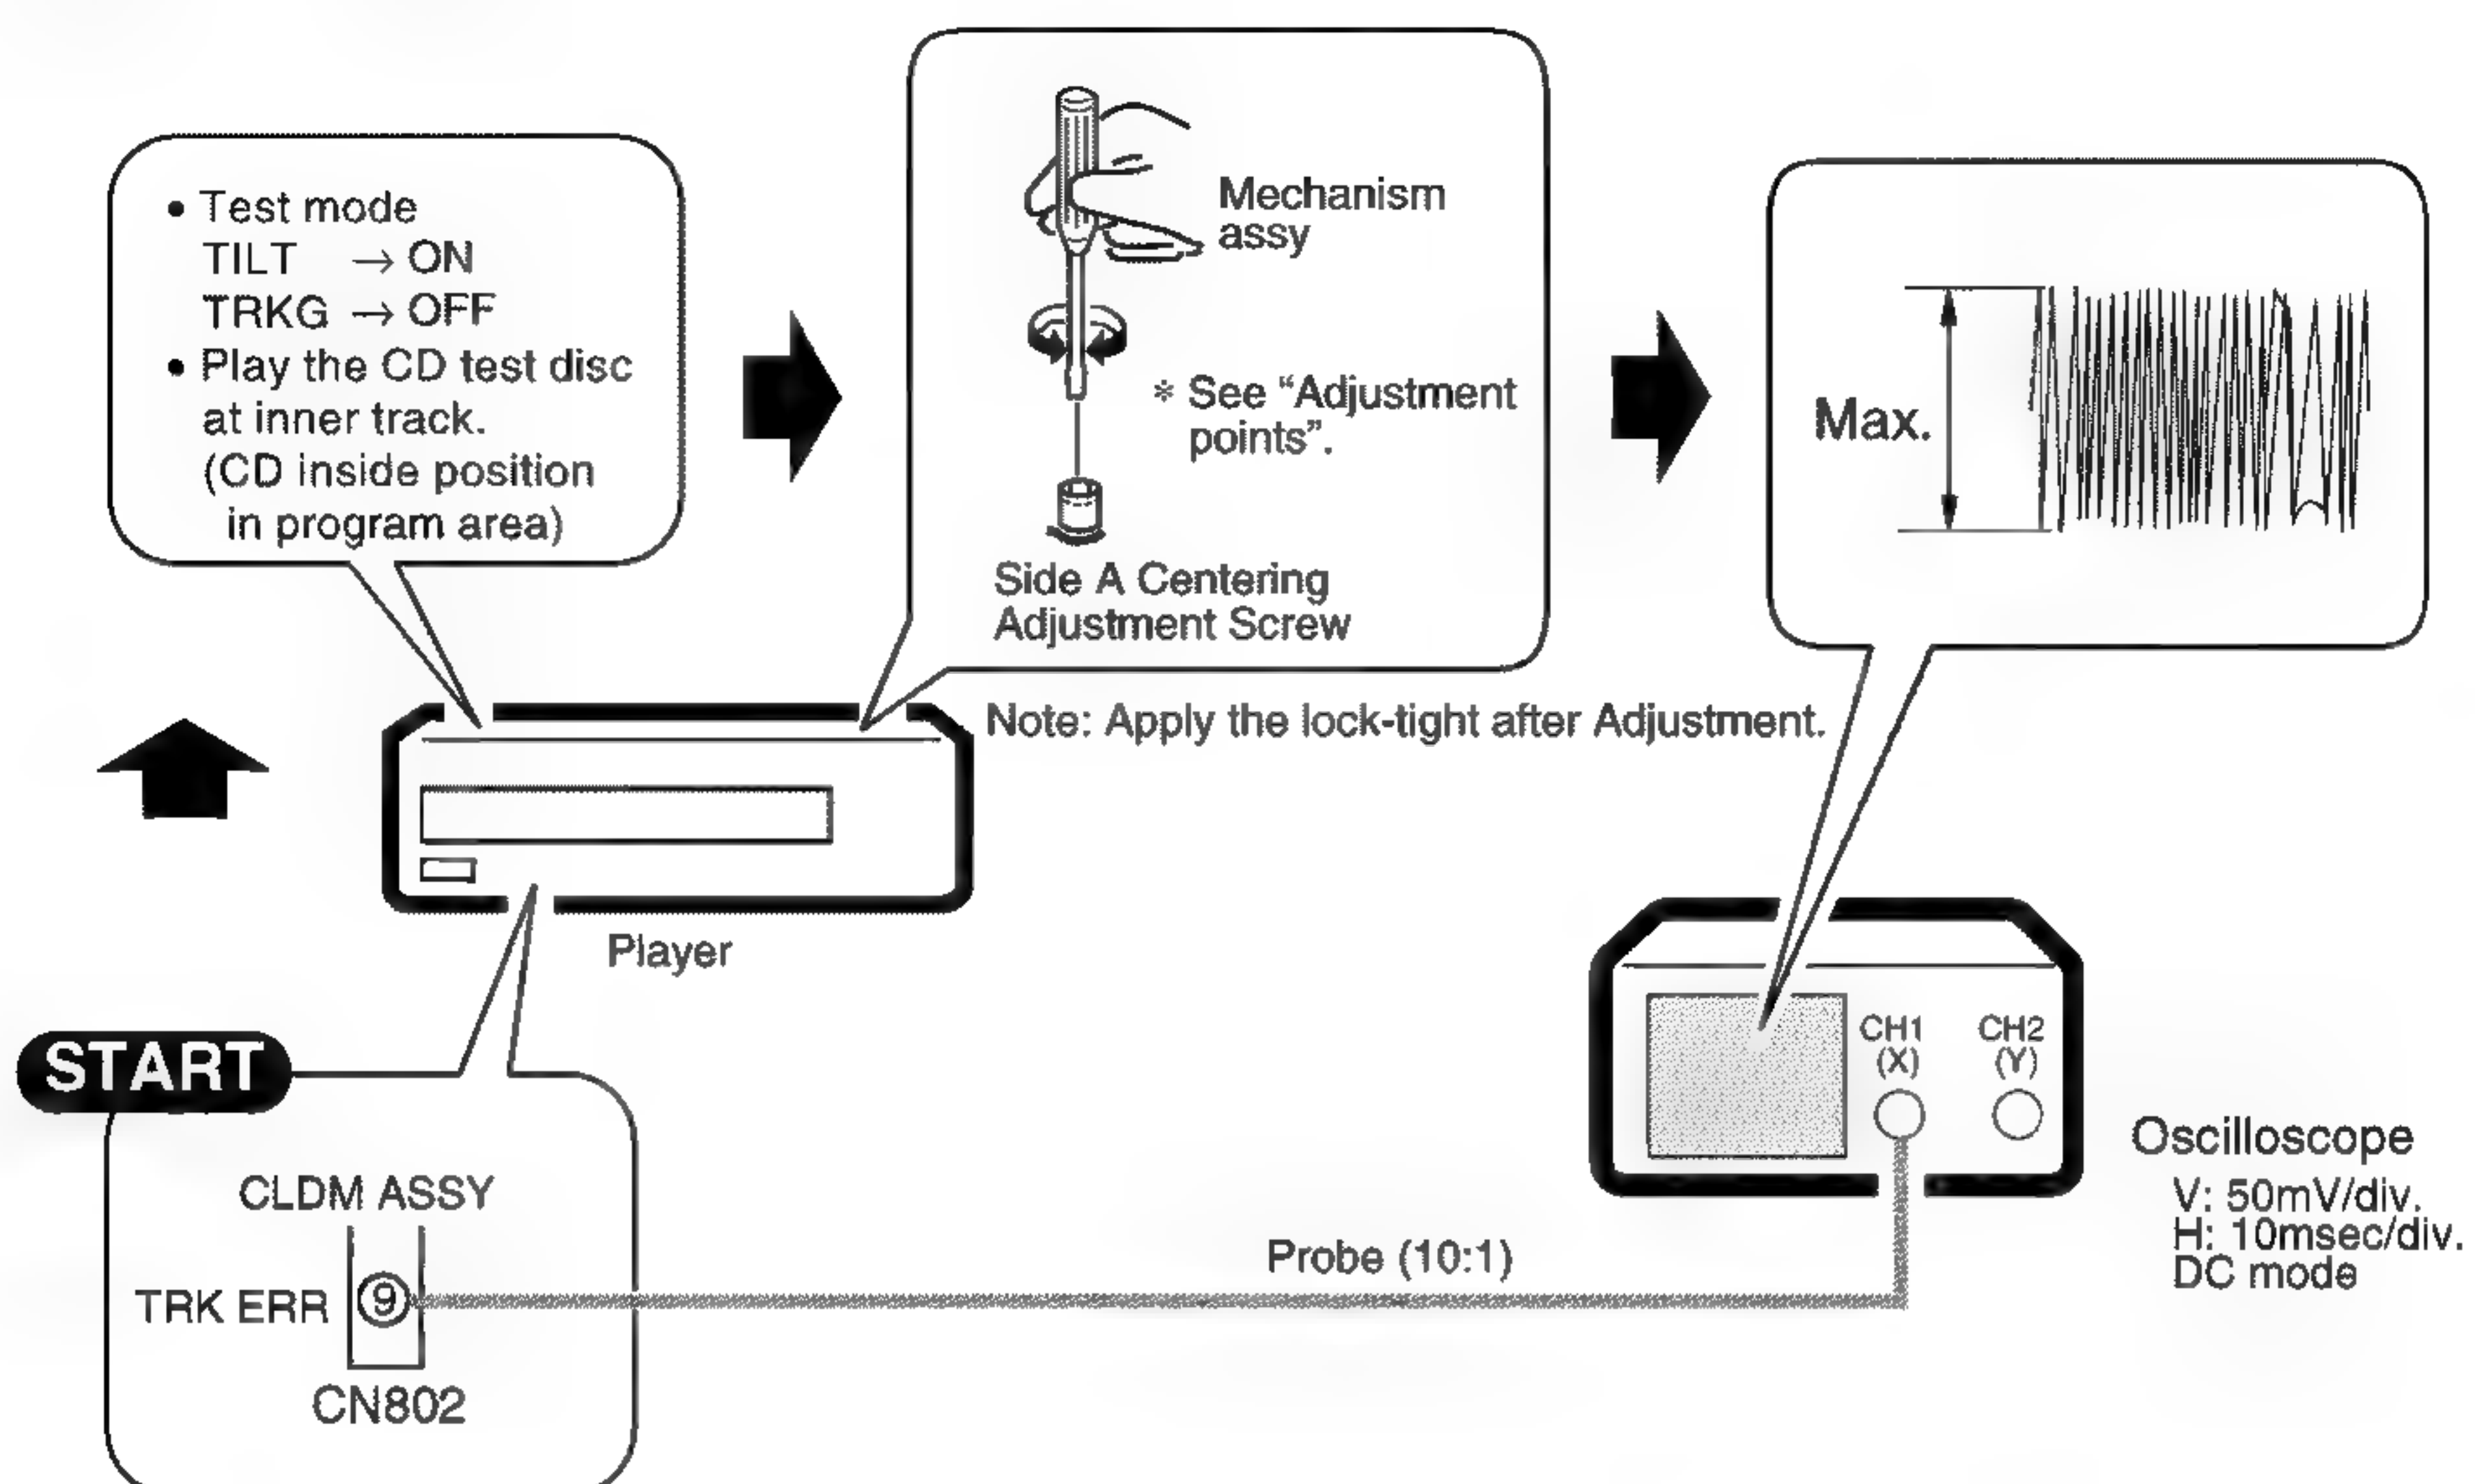 • Test mode
TILT → ON
TRKG → OFF
• Play the CD test disc
at inner track.
(CD inside position
in program area)
Mechanism
assy
* See “Adjustment
points”.
Side A Centering
Adjustment Screw
Max.
Note: Apply the lock-tight after Adjustment.
Player
START
CLDM ASSY
TRK ERR
9
CN802
Probe (10:1)
CH1
(X)
CH2
(Y)
Oscilloscope
V: 50mV/div.
H: 10msec/div.
DC mode